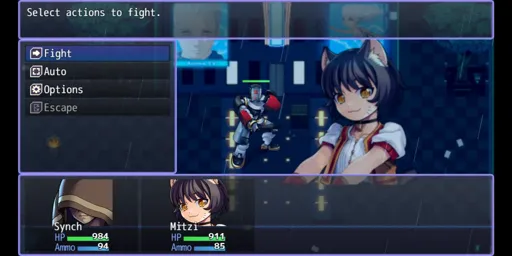 Select actions to fight.
Fight
Auto
Options
Escape
Synch
HP 984
Ammo 94
Mitzi
HP 911
Ammo 85